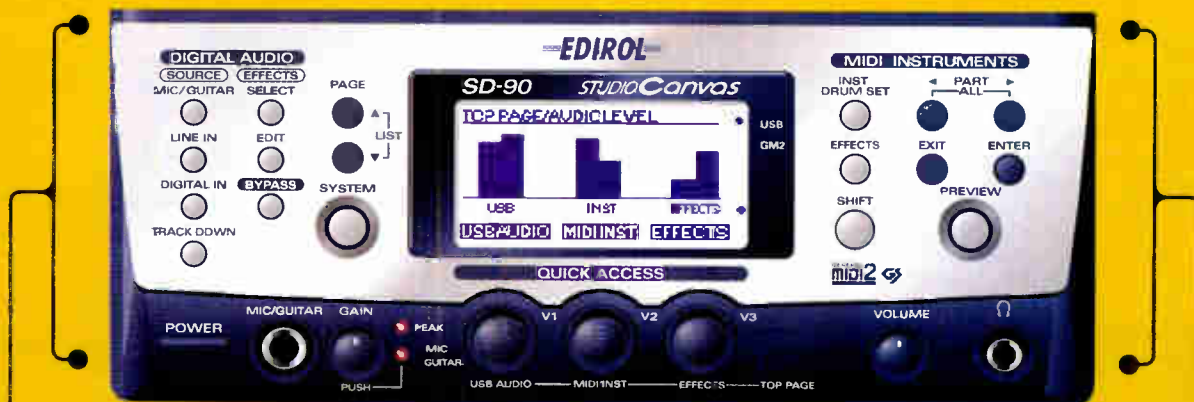 EDIROL
DIGITAL AUDIO
SOURCE EFFECTS
MIC/GUITAR SELECT
LINE IN EDIT
DIGITAL IN BYPASS
TRACK DOWN
PAGE
LIST
SYSTEM
SD-90 STUDIO Canvas
TOP PAGE/AUDIO LEVEL
USB INST EFFECTS
USB AUDIO MIDI INST EFFECTS
USB
GM2
QUICK ACCESS
MIDI INSTRUMENTS
INST
DRUM SET
PART
ALL
EFFECTS EXIT ENTER
SHIFT PREVIEW
MIDI2 GS
POWER
MIC/GUITAR GAIN
PEAK
MIC
GUITAR
PUSH
V1 V2 V3
USB AUDIO MIDI INST EFFECTS TOP PAGE
VOLUME